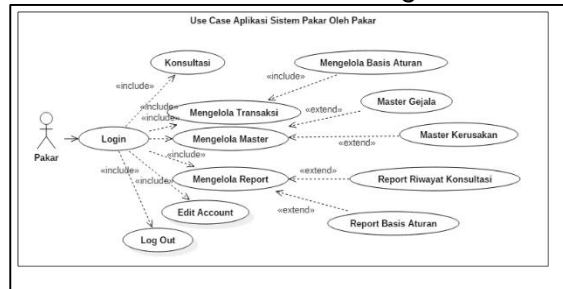 Use Case Aplikasi Sistem Pakar Oleh Pakar
Konsultasi
Mengelola Basis Aturan
«include»
«include»
Master Gejala
«include»
«include»
Mengelola Transaksi
«extend»
Pakar
Login
Mengelola Master
«extend»
Master Kerusakan
«include»
«include»
«include»
Mengelola Report
«extend»
Report Riwayat Konsultasi
Edit Account
«extend»
Report Basis Aturan
Log Out